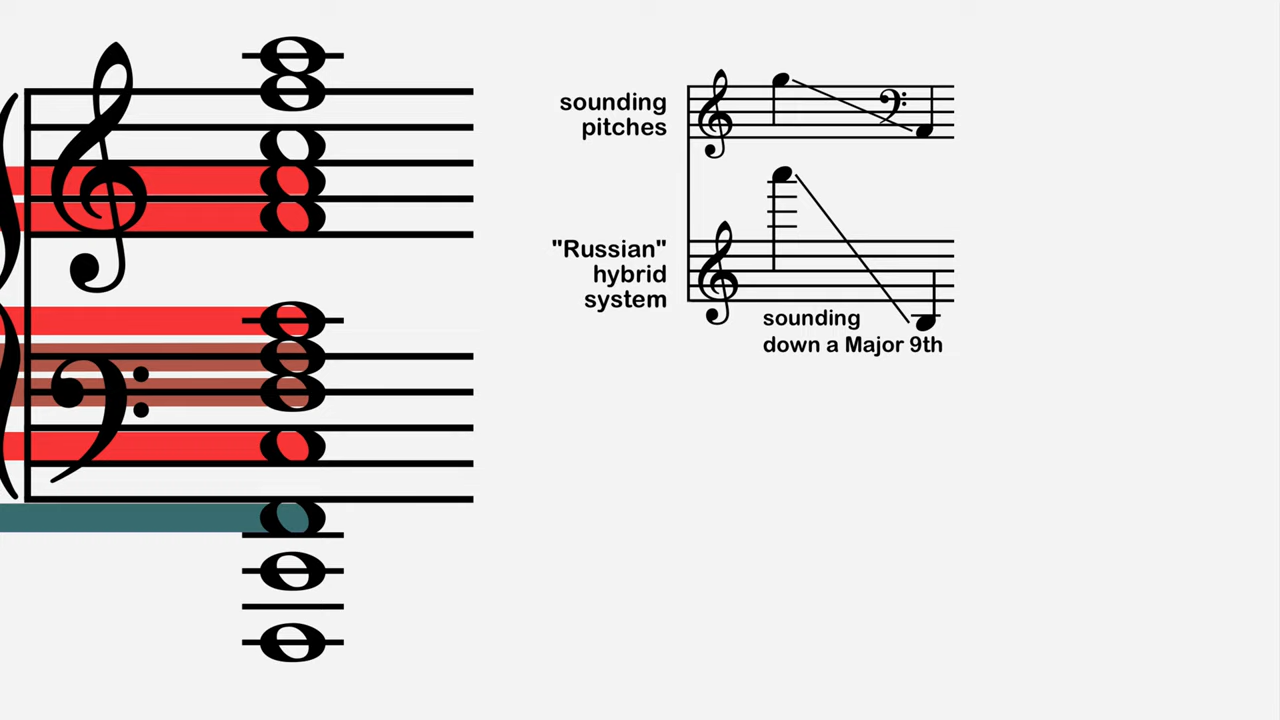 sounding
pitches
"Russian"
hybrid
system
sounding
down a Major 9th